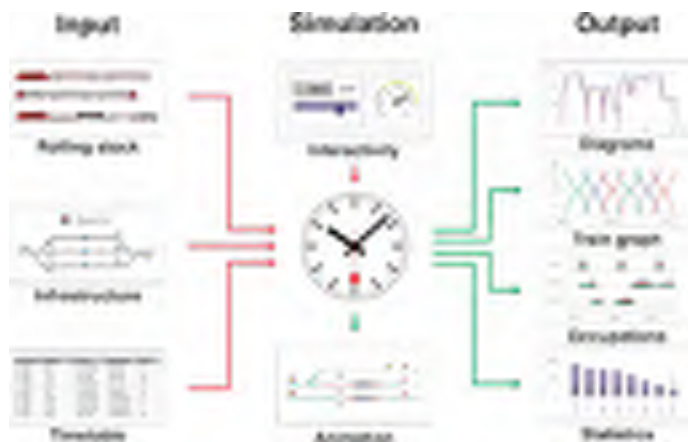 Input
Simulation
Output
Rolling stock
Interactivity
Diagrams
Infrastructure
Train graph
Occupations
Timetable
Animation
Statistics